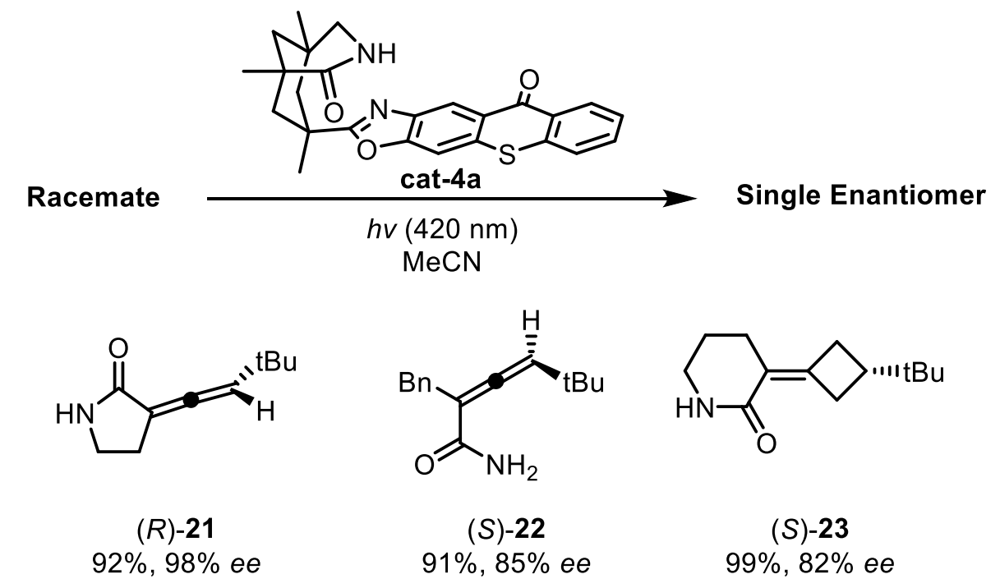 NH
O
O
N
O
S
cat-4a
Racemate
Single Enantiomer
hν (420 nm)
MeCN
O
tBu
HN
H
H
Bn
tBu
O
NH2
tBu
HN
O
(R)-21
(S)-22
(S)-23
92%, 98% ee
91%, 85% ee
99%, 82% ee